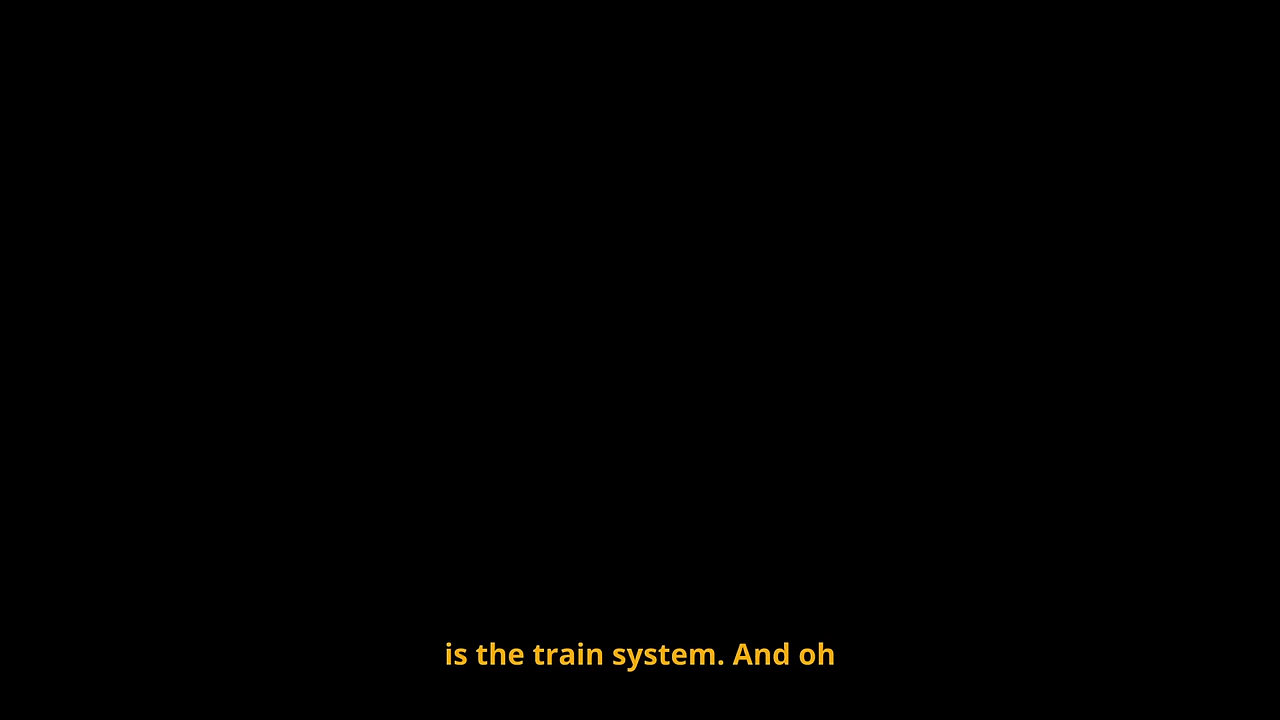 is the train system. And oh